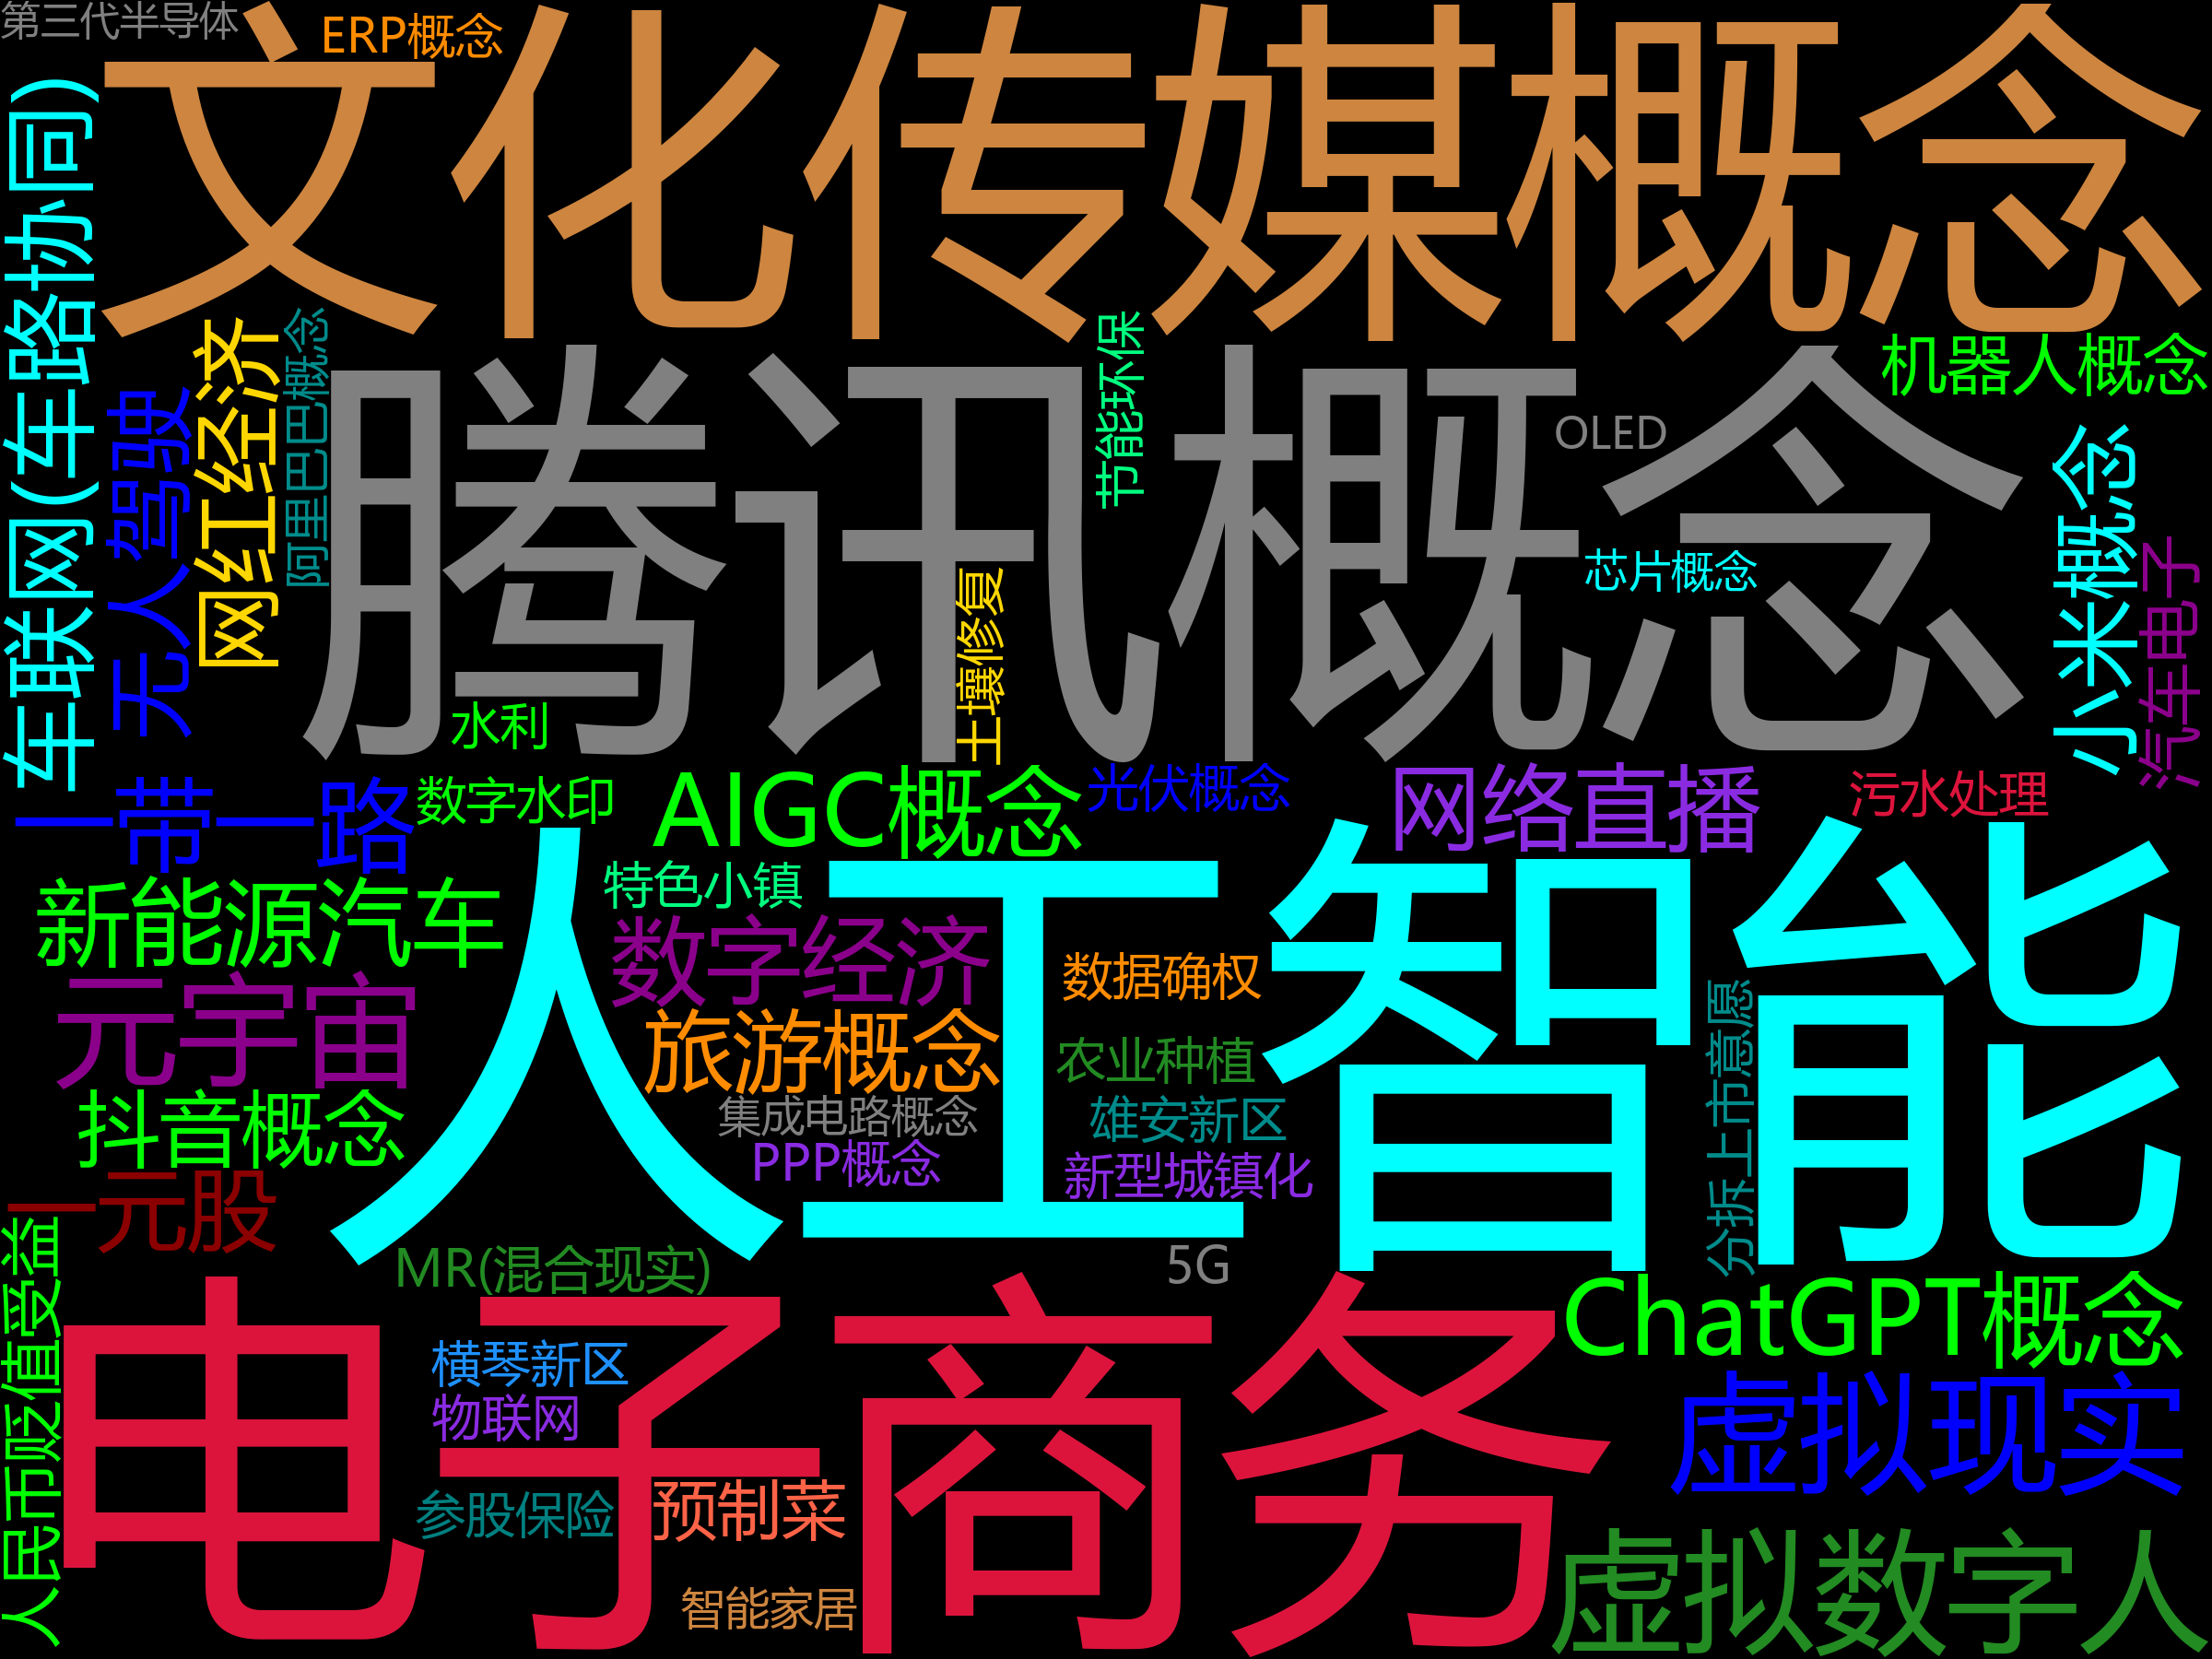 第三代半导体
ERP概念
文化传媒概念
车联网(车路协同)
无人驾驶
网红经济
阿里巴巴概念
腾讯概念
节能环保
OLED
机器人概念
芯片概念
小米概念
汽车电子
土壤修复
水利
一带一路
数字水印
AIGC概念
光伏概念
网络直播
污水处理
新能源汽车
特色小镇
人工智能
数字经济
数据确权
元宇宙
旅游概念
农业种植
分拆上市意愿
抖音概念
集成电路概念
雄安新区
PPP概念
新型城镇化
一元股
人民币贬值受益
MR(混合现实)
5G
电子商务
ChatGPT概念
横琴新区
物联网
虚拟现实
参股保险
预制菜
虚拟数字人
智能家居